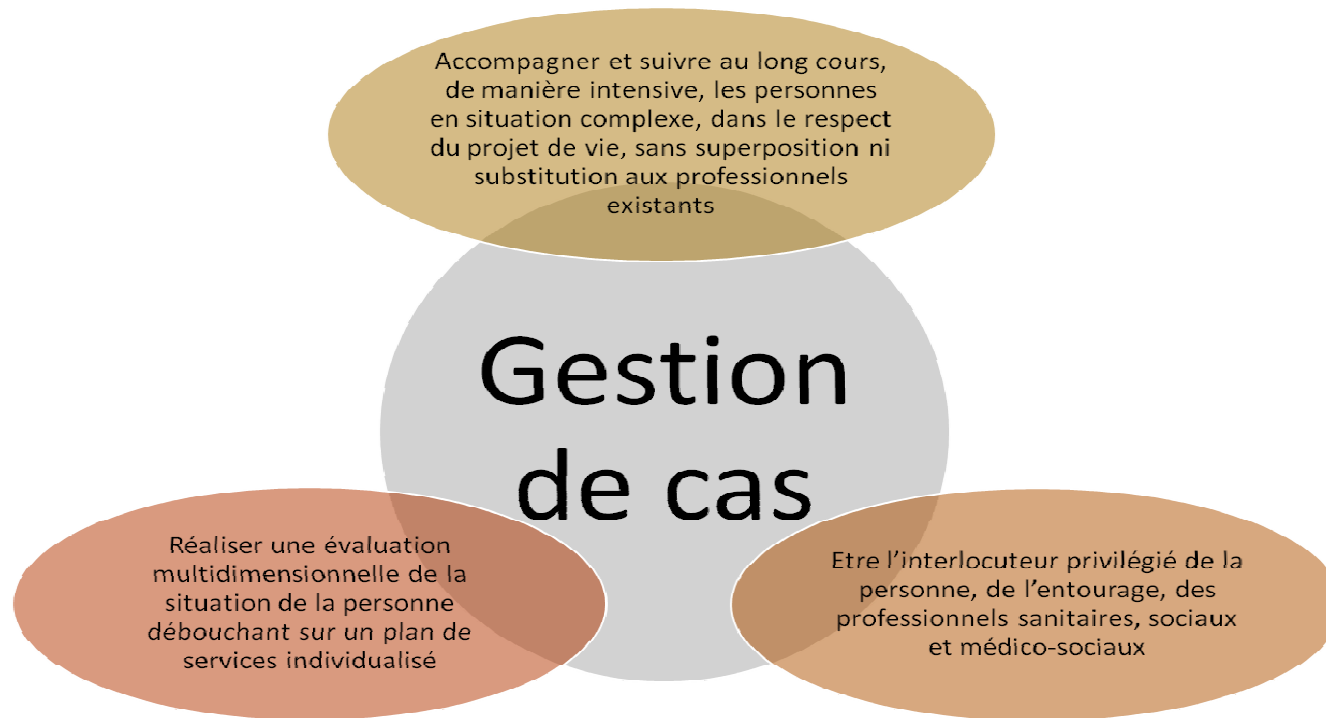 Accompagner et suivre au long cours,
de manière intensive, les personnes
en situation complexe, dans le respect
du projet de vie, sans superposition ni
substitution aux professionnels
existants
Gestion
de cas
Réaliser une évaluation
multidimensionnelle de la
situation de la personne
débouchant sur un plan de
services individualisé
Etre l'interlocuteur privilégié de la
personne, de l'entourage, des
professionnels sanitaires, sociaux
et médico-sociaux